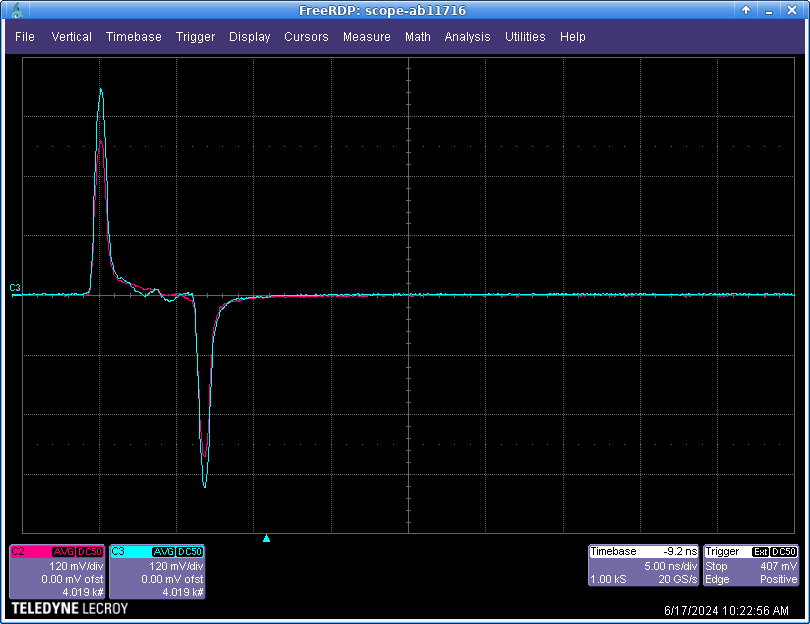 FreeRDP: scope-ab11716
File Vertical Timebase Trigger Display Cursors Measure Math Analysis Utilities Help
C3
C2 AVG DC50
120 mV/div
0.00 mV ofst
4.019 k#
C3 AVG DC50
120 mV/div
0.00 mV ofst
4.019 k#
Timebase -9.2 ns
5.00 ns/div
1.00 kS 20 GS/s
Trigger Ext DC50
Stop 407 mV
Edge Positive
TELEDYNE LECROY
6/17/2024 10:22:56 AM